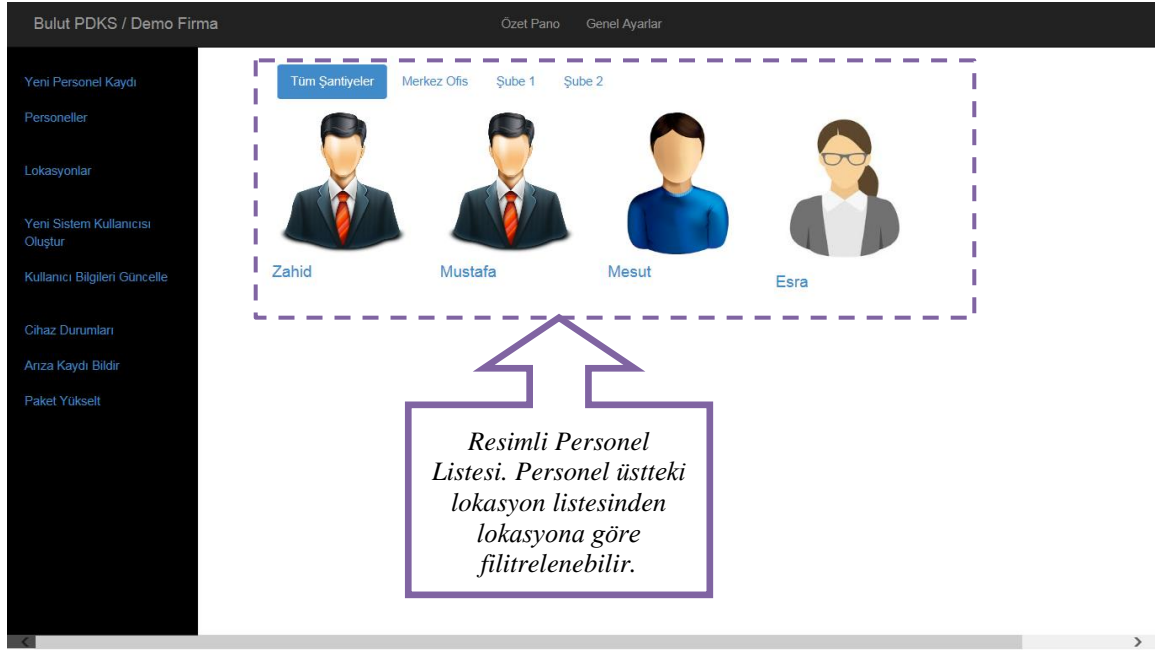 Bulut PDKS / Demo Firma
Özet Pano
Genel Ayarlar
Yeni Personel Kaydı
Personeller
Lokasyonlar
Yeni Sistem Kullanıcısı
Oluştur
Kullanıcı Bilgileri Güncelle
Cihaz Durumları
Arıza Kaydı Bildir
Paket Yükselt
Tüm Şantiyeler
Merkez Ofis
Şube 1
Şube 2
Zahid
Mustafa
Mesut
Esra
Resimli Personel
Listesi. Personel üstteki
lokasyon listesinden
lokasyona göre
filitrelenebilir.